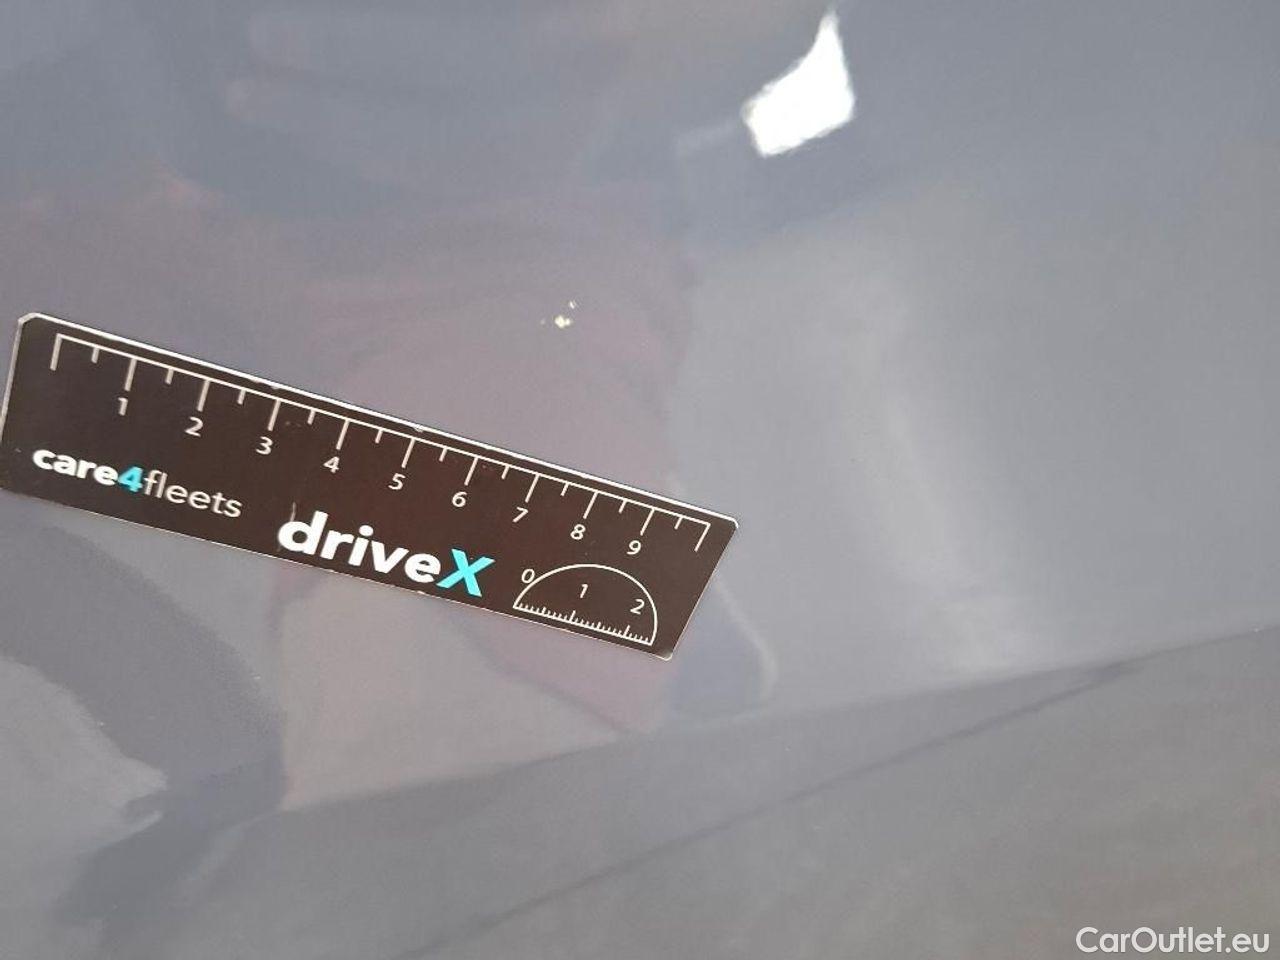 1 2 3 4 5 6 7 8 9
care4fleets
driveX
0 1 2
CarOutlet.eu